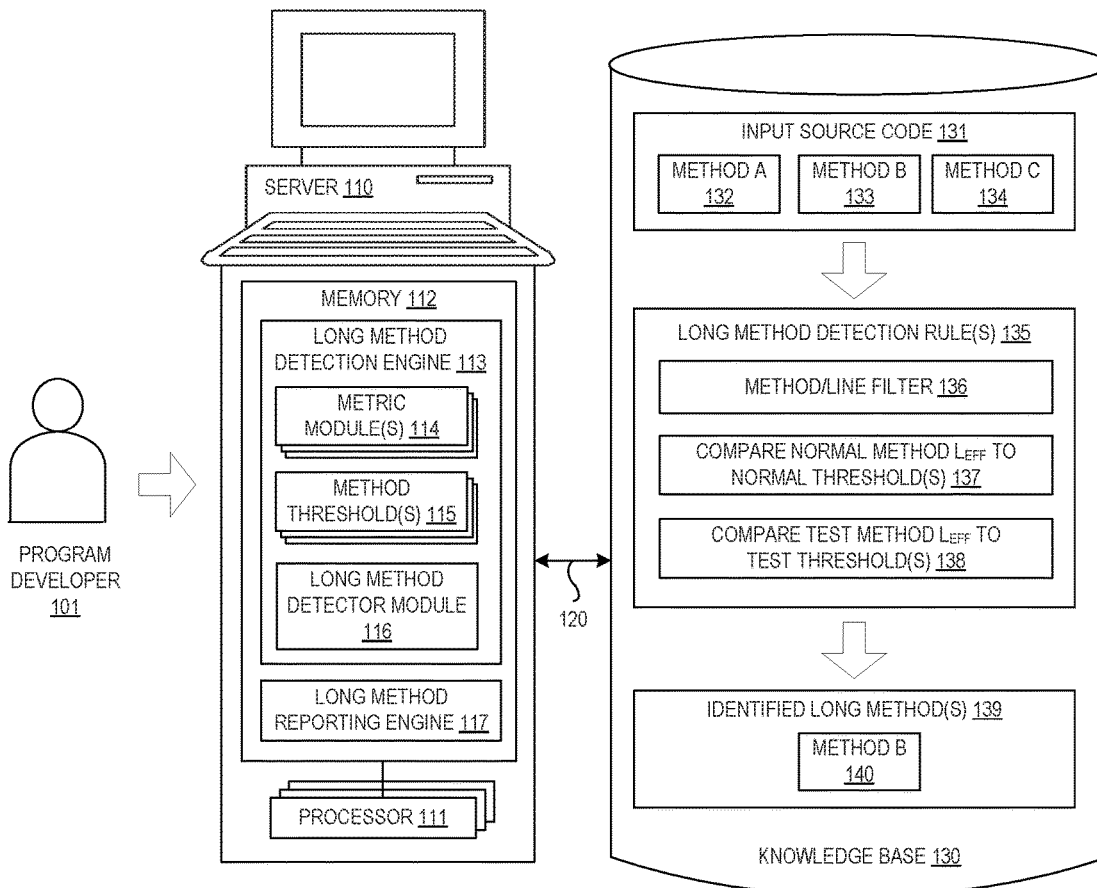 PROGRAM
DEVELOPER
101
SERVER 110
MEMORY 112
LONG METHOD
DETECTION ENGINE 113
METRIC
MODULE(S) 114
METHOD
THRESHOLD(S) 115
LONG METHOD
DETECTOR MODULE
116
LONG METHOD
REPORTING ENGINE 117
PROCESSOR 111
120
INPUT SOURCE CODE 131
METHOD A
132
METHOD B
133
METHOD C
134
LONG METHOD DETECTION RULE(S) 135
METHOD/LINE FILTER 136
COMPARE NORMAL METHOD LEFF TO
NORMAL THRESHOLD(S) 137
COMPARE TEST METHOD LEFF TO
TEST THRESHOLD(S) 138
IDENTIFIED LONG METHOD(S) 139
METHOD B
140
KNOWLEDGE BASE 130